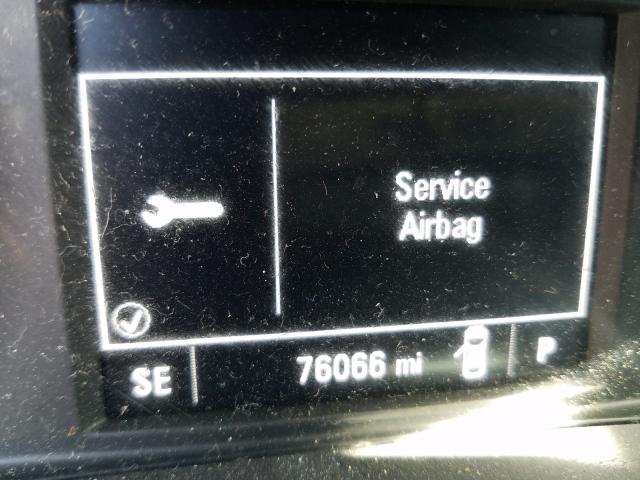 Service
Airbag
SE
76066 mi
P